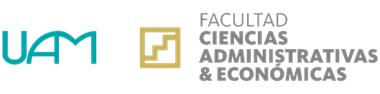 UAM
FACULTAD
CIENCIAS
ADMINISTRATIVAS
& ECONÓMICAS